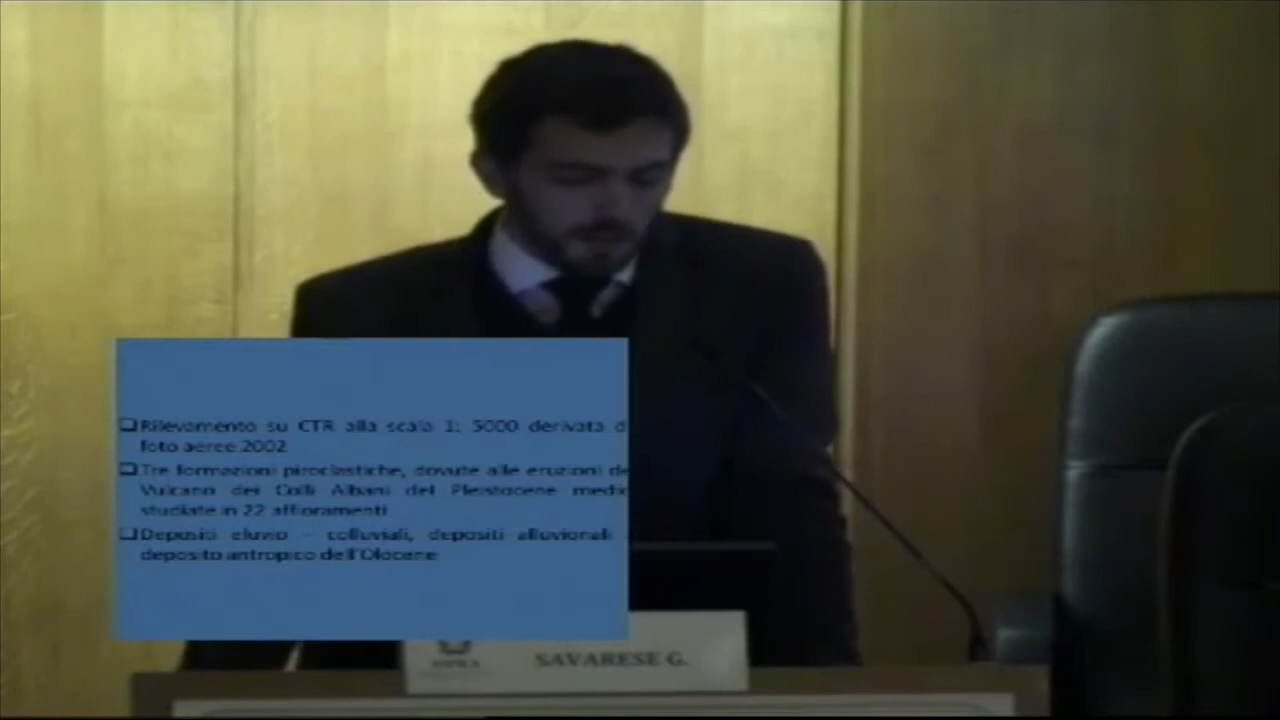 ❑Rilevamento su CTR alla scala 1: 5000 derivata d
foto aeree 2002
❑Tre formazioni piroclastiche, dovute alle eruzioni de
Vulcano dei Colli Albani del Pleistocene medio
studiate in 22 affioramenti
❑Depositi eluvio – colluviali, depositi alluvionali
deposito antropico dell'Olocene
SAVARESE G.